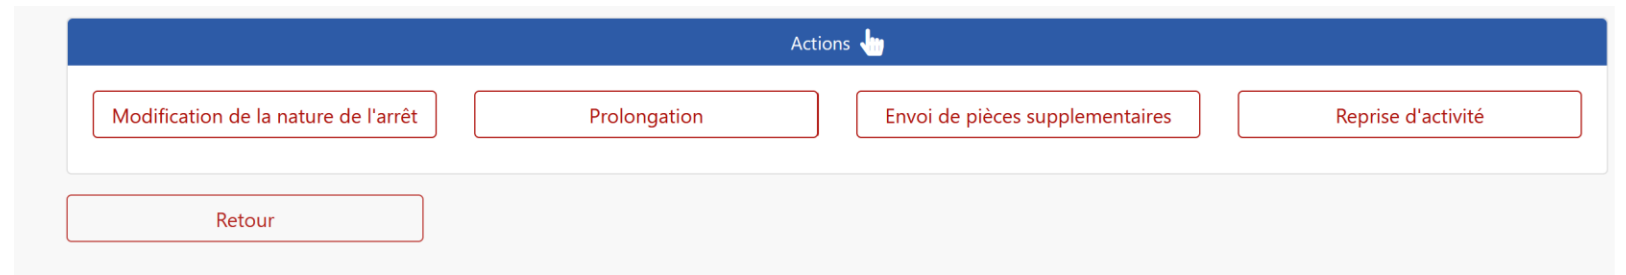 Actions
Modification de la nature de l'arrêt
Prolongation
Envoi de pièces supplementaires
Reprise d'activité
Retour